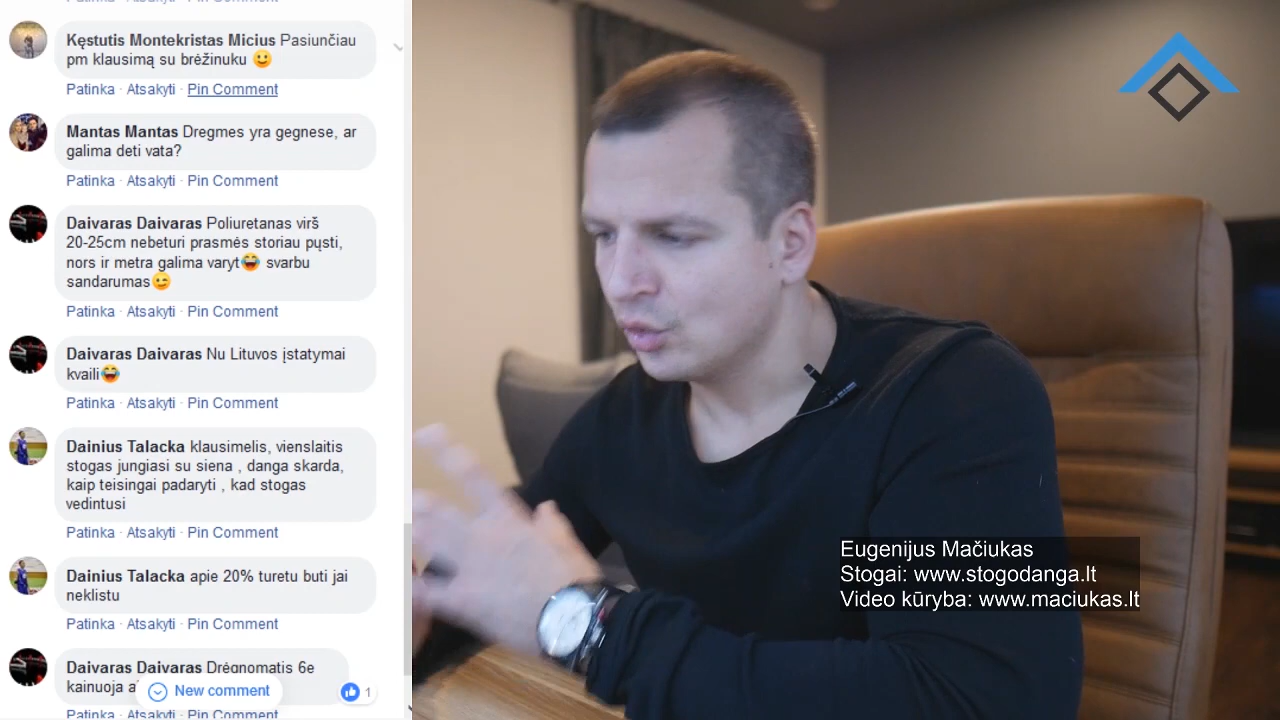 Kęstutis Montekristas Micius Pasiunčiau
pm klausimą su brėžinuku
Patinka · Atsakyti · Pin Comment
Mantas Mantas Dregmes yra gegnese, ar
galima deti vata?
Patinka · Atsakyti · Pin Comment
Daivaras Daivaras Poliuretanas virš
20-25cm nebeturi prasmės storiau pųsti,
nors ir metra galima varyt😂 svarbu
sandarumas😉
Patinka · Atsakyti · Pin Comment
Daivaras Daivaras Nu Lituvos įstatymai
kvaili😂
Patinka · Atsakyti · Pin Comment
Dainius Talacka klausimelis, vienslaitis
stogas jungiasi su siena , danga skarda,
kaip teisingai padaryti , kad stogas
vedintusi
Patinka · Atsakyti · Pin Comment
Dainius Talacka apie 20% turetu buti jai
neklistu
Patinka · Atsakyti · Pin Comment
Daivaras Daivaras Drėgnomatis 6e
kainuoja
New comment
1
Patinka · Atsakyti · Pin Comment
Eugenijus Mačiukas
Stogai: www.stogodanga.lt
Video kūryba: www.maciukas.lt